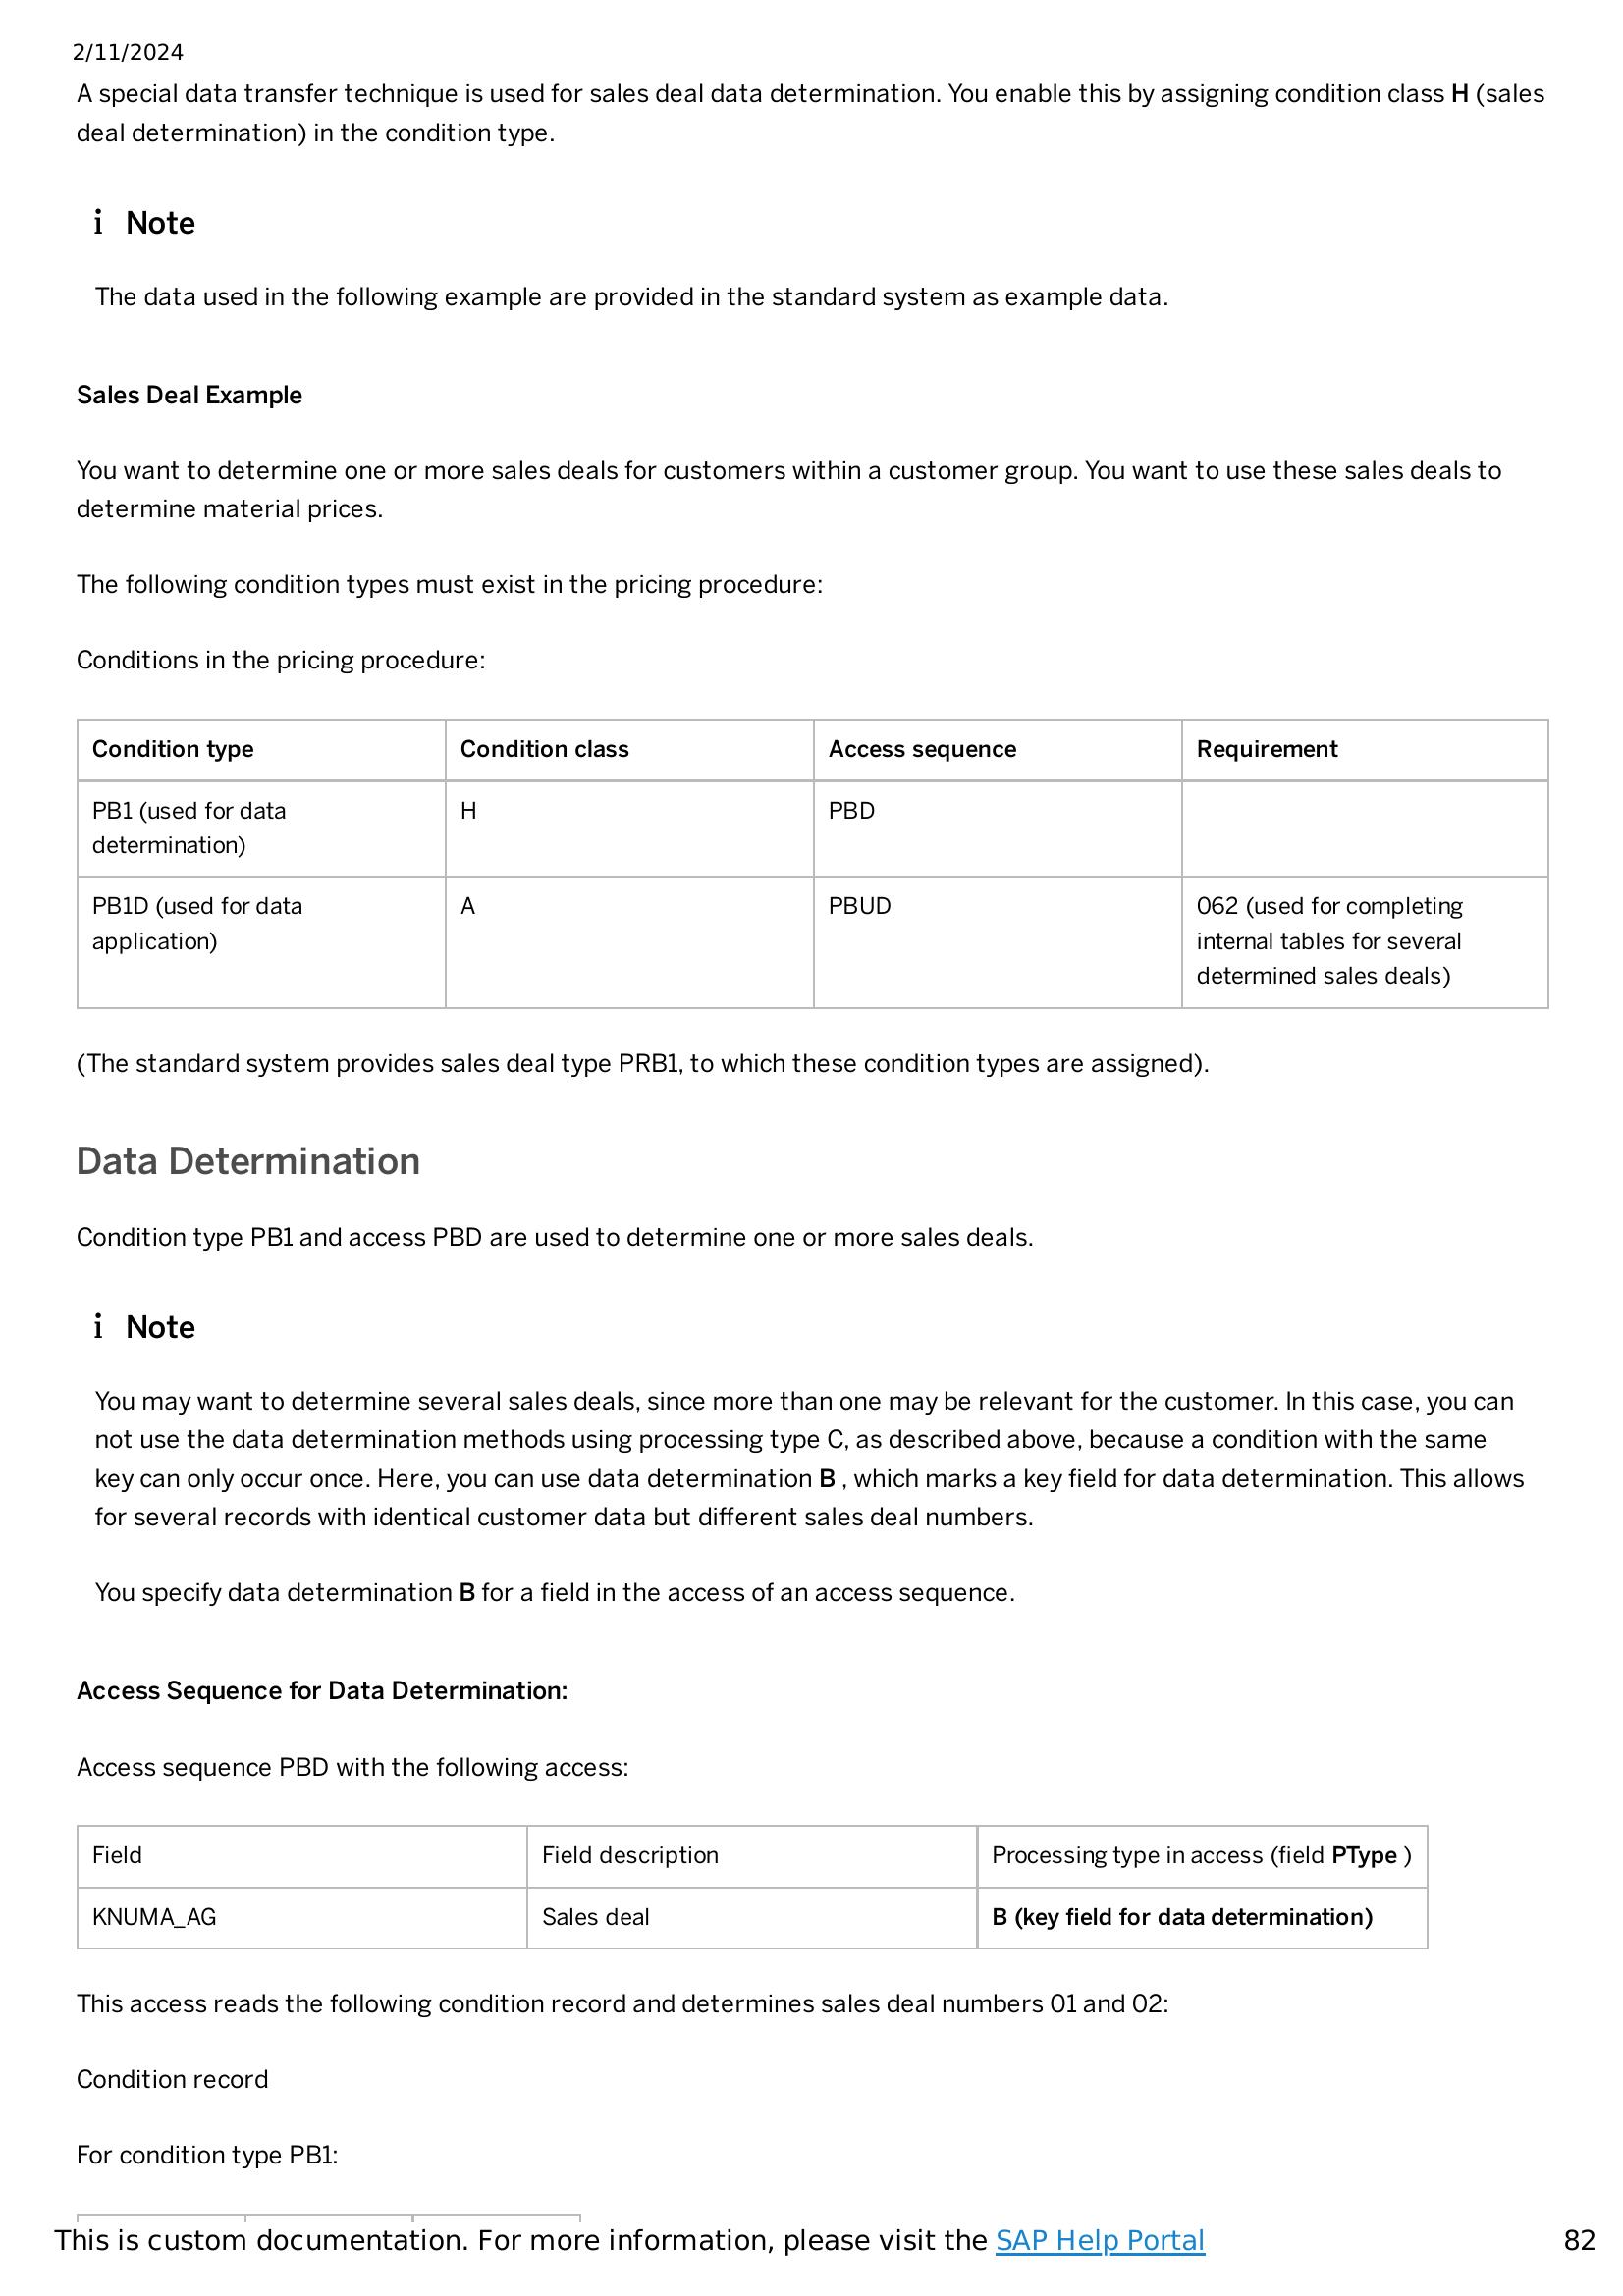 2/11/2024
A special data transfer technique is used for sales deal data determination. You enable this by assigning condition class H (sales
deal determination) in the condition type.
i Note
The data used in the following example are provided in the standard system as example data.
Sales Deal Example
You want to determine one or more sales deals for customers within a customer group. You want to use these sales deals to
determine material prices.
The following condition types must exist in the pricing procedure:
Conditions in the pricing procedure:
Condition type Condition class Access sequence Requirement
PB1 (used for data H PBD
determination)
PB1D (used for data A PBUD 062 (used for completing
application) internal tables for several
determined sales deals)
(The standard system provides sales deal type PRB1, to which these condition types are assigned).
Data Determination
Condition type PB1 and access PBD are used to determine one or more sales deals.
i Note
You may want to determine several sales deals, since more than one may be relevant for the customer. In this case, you can
not use the data determination methods using processing type C, as described above, because a condition with the same
key can only occur once. Here, you can use data determination B , which marks a key field for data determination. This allows
for several records with identical customer data but different sales deal numbers.
You specify data determination B for a field in the access of an access sequence.
Access Sequence for Data Determination:
Access sequence PBD with the following access:
Field Field description Processing type in access (field PType )
KNUMA_AG Sales deal B (key field for data determination)
This access reads the following condition record and determines sales deal numbers 01 and 02:
Condition record
For condition type PB1:
This is custom documentation. For more information, please visit the SAP Help Portal 82